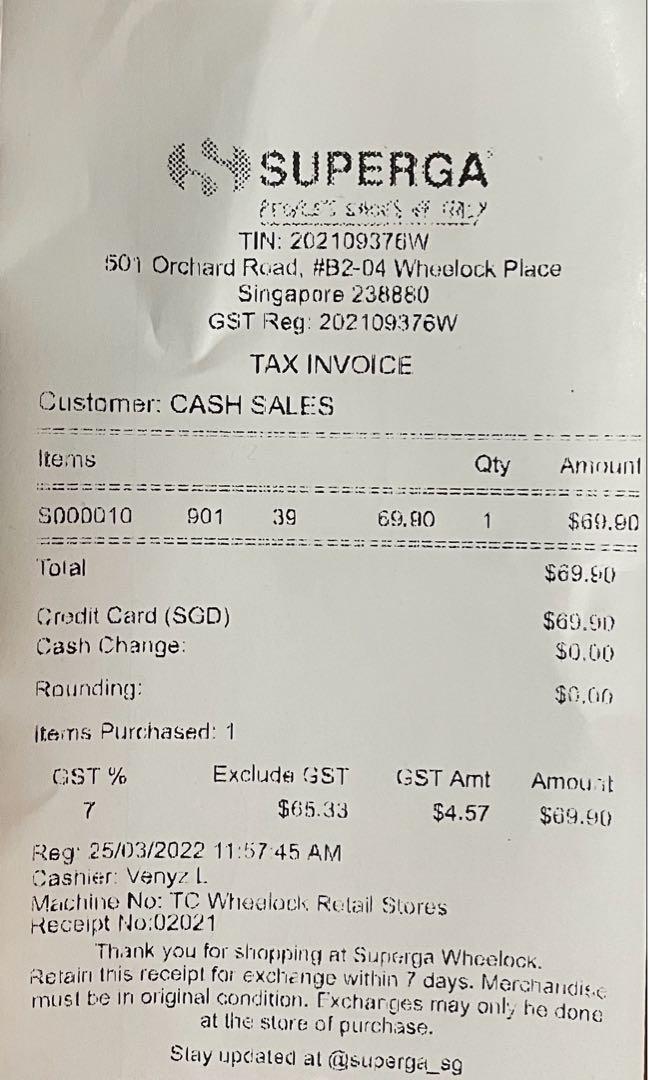 SUPERGA
PEOPLE'S SHOES OF ITALY
TIN: 202109376W
501 Orchard Road, #B2-04 Wheelock Place
Singapore 238880
GST Reg: 202109376W
TAX INVOICE
Customer: CASH SALES
Items Qty Amount
S000010 901 39 69.90 1 $69.90
Total $69.90
Credit Card (SGD) $69.90
Cash Change: $0.00
Rounding: $0.00
Items Purchased: 1
GST % Exclude GST GST Amt Amount
7 $65.33 $4.57 $69.90
Reg: 25/03/2022 11:57:45 AM
Cashier: Venyz L
Machine No: TC Wheelock Retail Stores
Receipt No:02021
Thank you for shopping at Superga Wheelock.
Retain this receipt for exchange within 7 days. Merchandise
must be in original condition. Exchanges may only be done
at the store of purchase.
Stay updated at @superga_sg